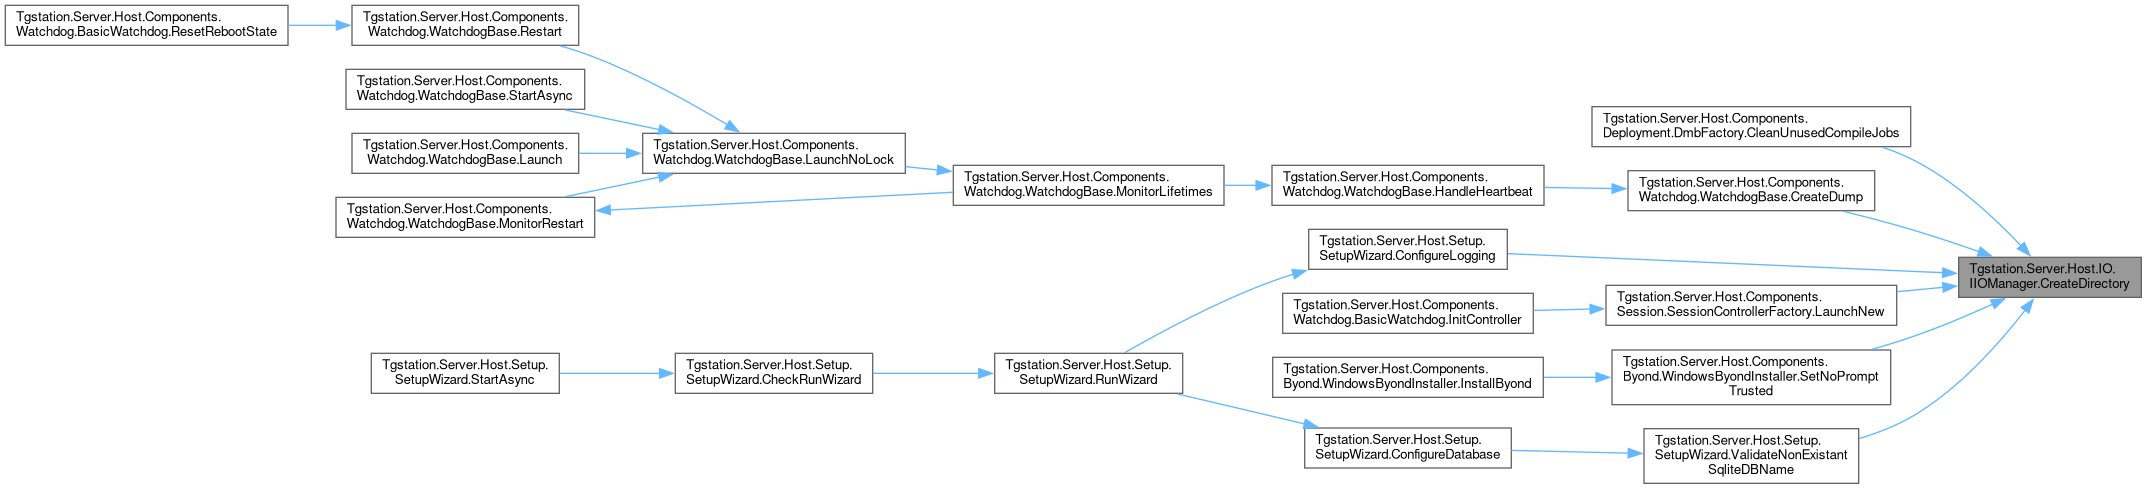 Tgstation.Server.Host.Components.
Watchdog.BasicWatchdog.ResetRebootState
Tgstation.Server.Host.Components.
Watchdog.WatchdogBase.Restart
Tgstation.Server.Host.Components.
Watchdog.WatchdogBase.StartAsync
Tgstation.Server.Host.Components.
Watchdog.WatchdogBase.Launch
Tgstation.Server.Host.Components.
Watchdog.WatchdogBase.MonitorRestart
Tgstation.Server.Host.Components.
Watchdog.WatchdogBase.LaunchNoLock
Tgstation.Server.Host.Components.
Watchdog.WatchdogBase.MonitorLifetimes
Tgstation.Server.Host.Components.
Watchdog.WatchdogBase.HandleHeartbeat
Tgstation.Server.Host.Components.
Deployment.DmbFactory.CleanUnusedCompileJobs
Tgstation.Server.Host.Components.
Watchdog.WatchdogBase.CreateDump
Tgstation.Server.Host.Setup.
SetupWizard.ConfigureLogging
Tgstation.Server.Host.IO.
IIOManager.CreateDirectory
Tgstation.Server.Host.Components.
Watchdog.BasicWatchdog.InitController
Tgstation.Server.Host.Components.
Session.SessionControllerFactory.LaunchNew
Tgstation.Server.Host.Setup.
SetupWizard.StartAsync
Tgstation.Server.Host.Setup.
SetupWizard.CheckRunWizard
Tgstation.Server.Host.Setup.
SetupWizard.RunWizard
Tgstation.Server.Host.Components.
Byond.WindowsByondInstaller.InstallByond
Tgstation.Server.Host.Components.
Byond.WindowsByondInstaller.SetNoPrompt
Trusted
Tgstation.Server.Host.Setup.
SetupWizard.ConfigureDatabase
Tgstation.Server.Host.Setup.
SetupWizard.ValidateNonExistant
SqliteDBName